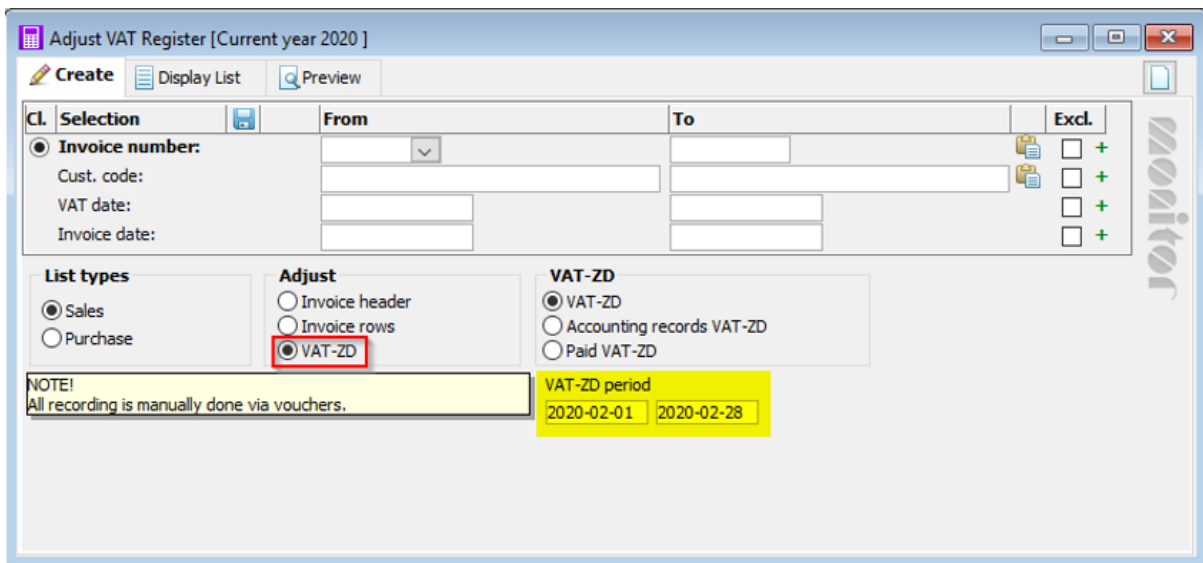 Adjust VAT Register [Current year 2020 ]
Create Display List Preview
Cl. Selection From To Excl.
Invoice number: +
Cust. code: +
VAT date: +
Invoice date: +
monitor
List types
Sales
Purchase
Adjust
Invoice header
Invoice rows
VAT-ZD
VAT-ZD
VAT-ZD
Accounting records VAT-ZD
Paid VAT-ZD
NOTE!
All recording is manually done via vouchers.
VAT-ZD period
2020-02-01 2020-02-28